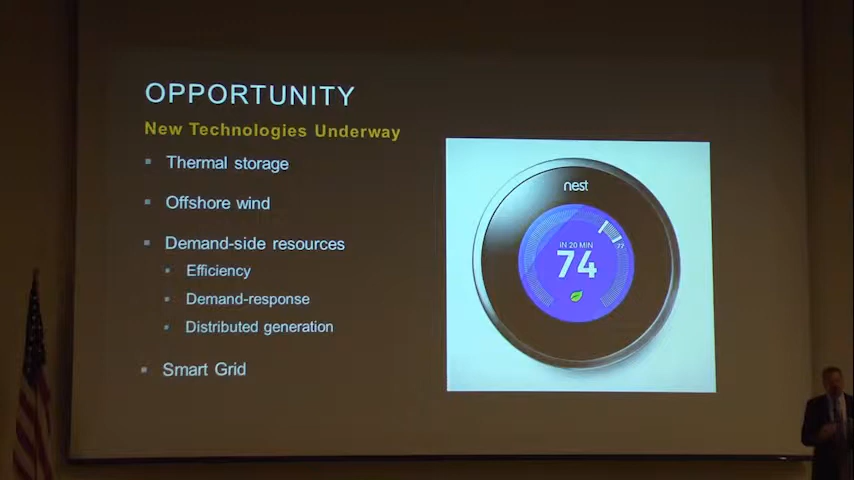 OPPORTUNITY
New Technologies Underway
Thermal storage
Offshore wind
Demand-side resources
Efficiency
Demand-response
Distributed generation
Smart Grid
nest
IN 20 MIN
77
74